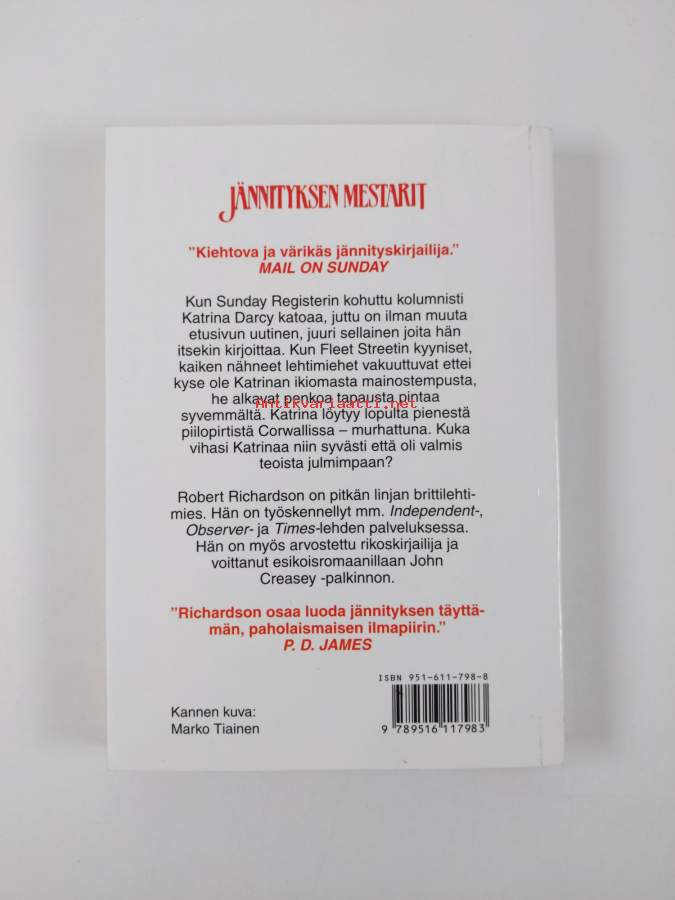 JÄNNITYKSEN MESTARIT
"Kiehtova ja värikäs jännityskirjailija."
MAIL ON SUNDAY
Kun Sunday Registerin kohuttu kolumnisti
Katrina Darcy katoaa, juttu on ilman muuta
etusivun uutinen, juuri sellainen joita hän
itsekin kirjoittaa. Kun Fleet Streetin kyyniset,
kaiken nähneet lehtimiehet vakuuttuvat ettei
kyse ole Katrinan ikiomasta mainostempusta,
he alkavat penkoa tapausta pintaa
Antikvariaatti.net
syvemmältä. Katrina löytyy lopulta pienestä
piilopirtistä Corwallissa – murhattuna. Kuka
vihasi Katrinaa niin syvästi että oli valmis
teoista julmimpaan?
Robert Richardson on pitkän linjan brittilehti-
mies. Hän on työskennellyt mm. Independent-,
Observer- ja Times-lehden palveluksessa.
Hän on myös arvostettu rikoskirjailija ja
voittanut esikoisromaanillaan John
Creasey -palkinnon.
"Richardson osaa luoda jännityksen täyttä-
män, paholaismaisen ilmapiirin."
P. D. JAMES
ISBN 951-611-798-8
9 789516 117983
Kannen kuva:
Marko Tiainen